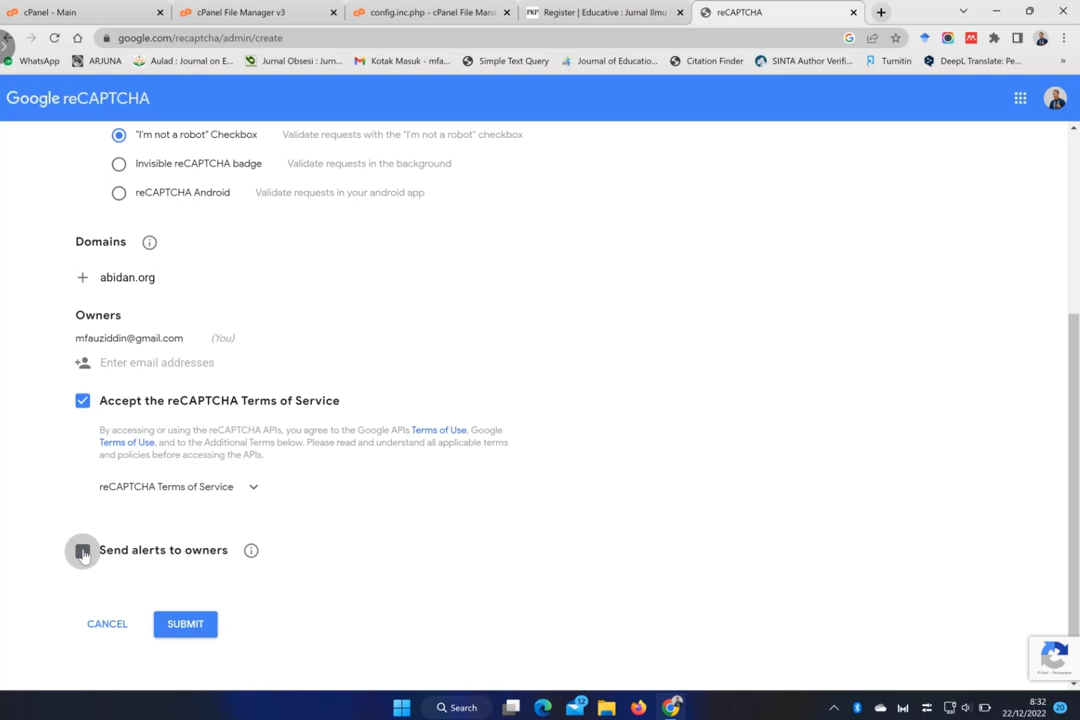 cPanel - Main
cPanel File Manager v3
config.inc.php - cPanel File Mana
Register | Educative : Jurnal Ilmu
reCAPTCHA
google.com/recaptcha/admin/create
WhatsApp
ARJUNA
Aulad : Journal on E...
Jurnal Obsesi : Jurn...
Kotak Masuk - mfa...
Simple Text Query
Journal of Educatio...
Citation Finder
SINTA Author Verifi...
Turnitin
DeepL Translate: Pe...
Google reCAPTCHA
"I'm not a robot" Checkbox Validate requests with the "I'm not a robot" checkbox
Invisible reCAPTCHA badge Validate requests in the background
reCAPTCHA Android Validate requests in your android app
Domains
abidan.org
Owners
mfauziddin@gmail.com (You)
Enter email addresses
Accept the reCAPTCHA Terms of Service
By accessing or using the reCAPTCHA APIs, you agree to the Google APIs Terms of Use, Google
Terms of Use, and to the Additional Terms below. Please read and understand all applicable terms
and policies before accessing the APIs.
reCAPTCHA Terms of Service
Send alerts to owners
CANCEL SUBMIT
Privacy - Terms
Search
12
8:32
22/12/2022
20